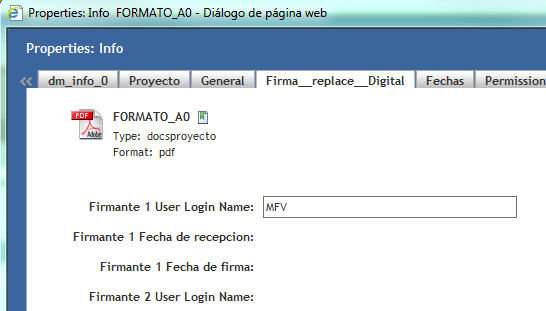 Properties: Info FORMATO_A0 - Diálogo de página web
Properties: Info
dm_info_0 Proyecto General Firma__replace__Digital Fechas Permission
PDF
Adobe
FORMATO_A0
Type: docsproyecto
Format: pdf
Firmante 1 User Login Name: MFV
Firmante 1 Fecha de recepcion:
Firmante 1 Fecha de firma:
Firmante 2 User Login Name: